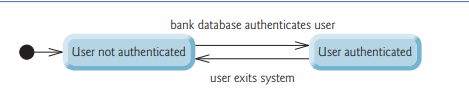 bank database authenticates user
User not authenticated
User authenticated
user exits system